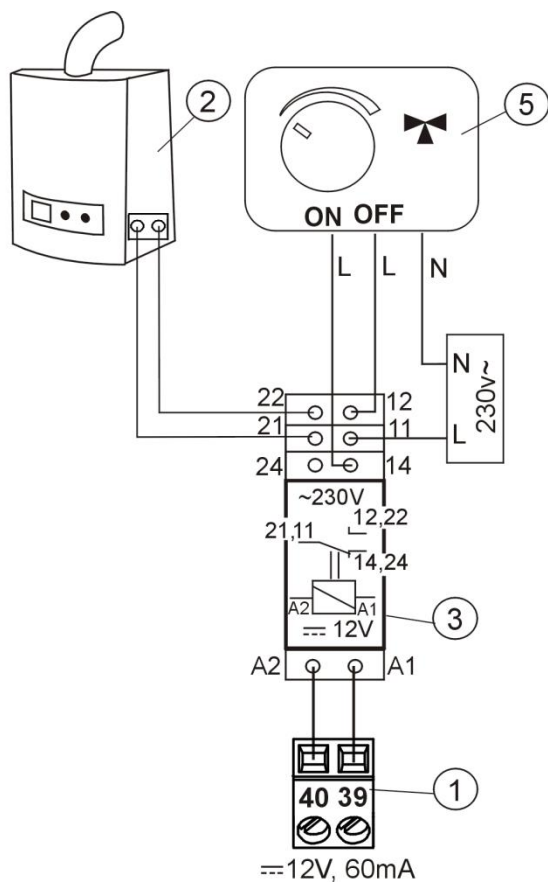 2
5
ON OFF
L L N
N
L
230v~
22 12
21 11
24 14
~230V
12,22
21,11
14,24
A2 A1
⎓ 12V
3
A2 A1
40 39
1
⎓12V, 60mA